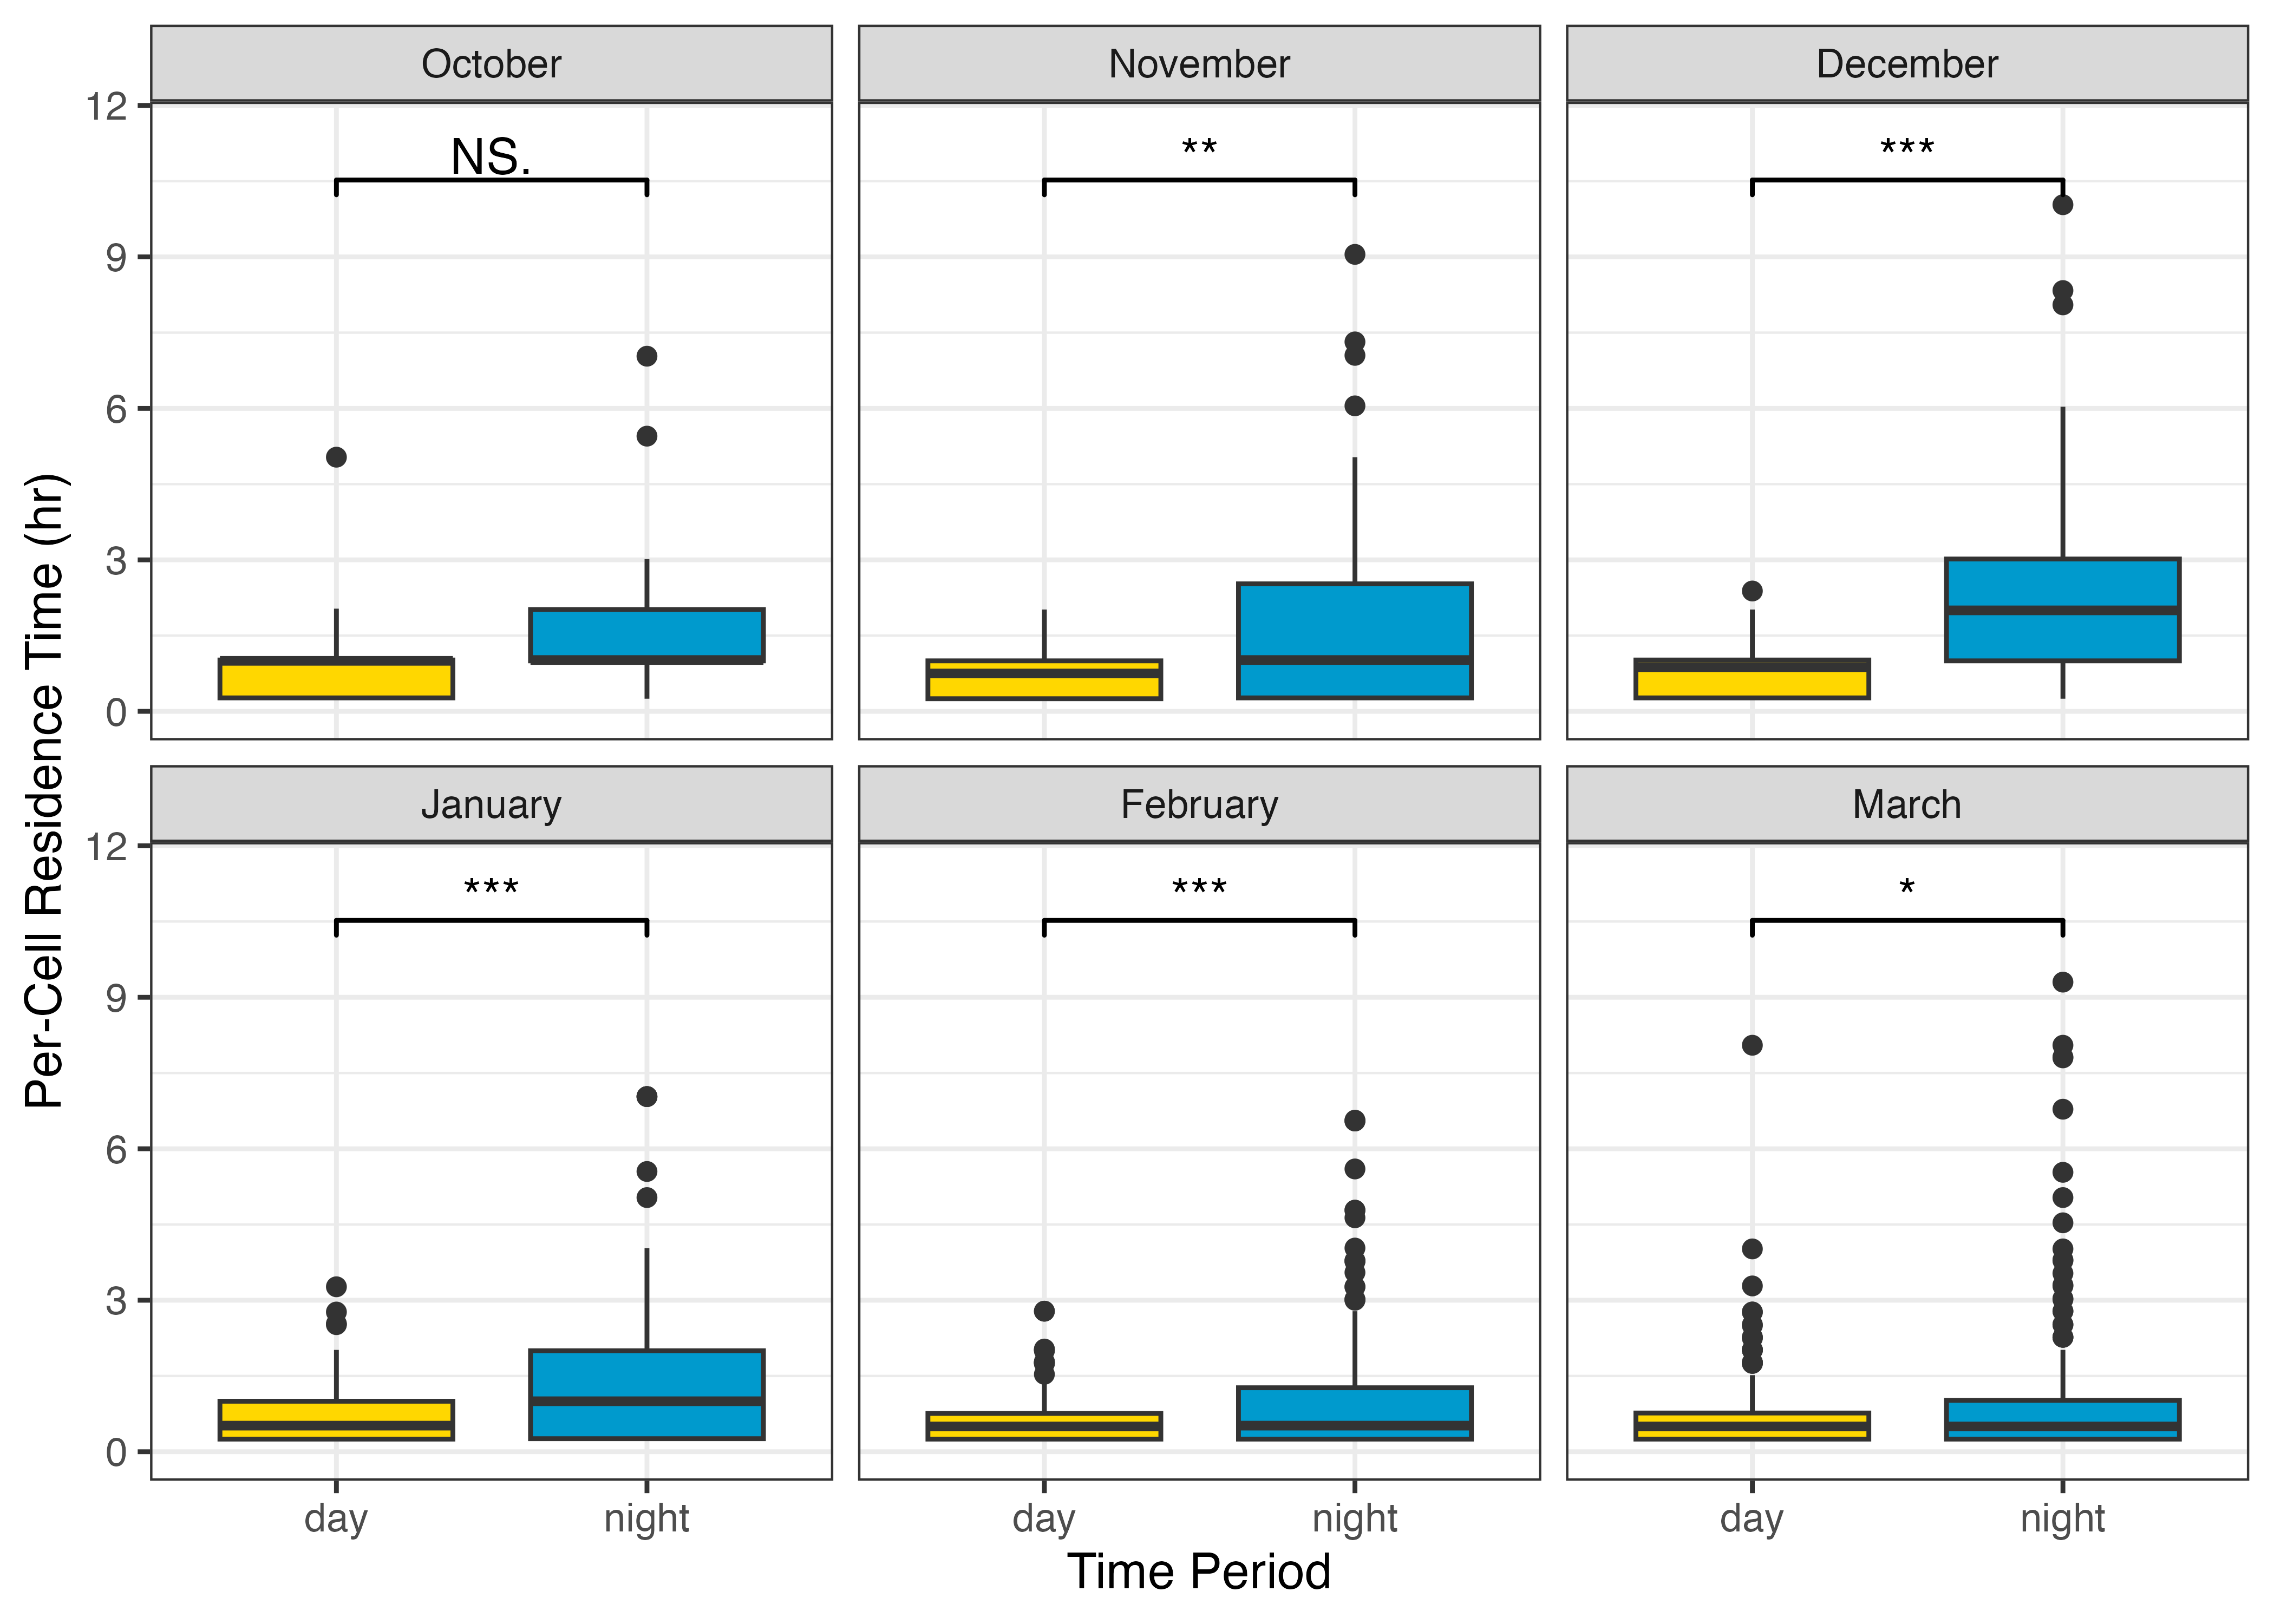 October
November
December
12
9
6
3
0
NS.
**
***
January
February
March
12
9
6
3
0
***
***
*
day
night
day
night
day
night
Time Period
Per-Cell Residence Time (hr)